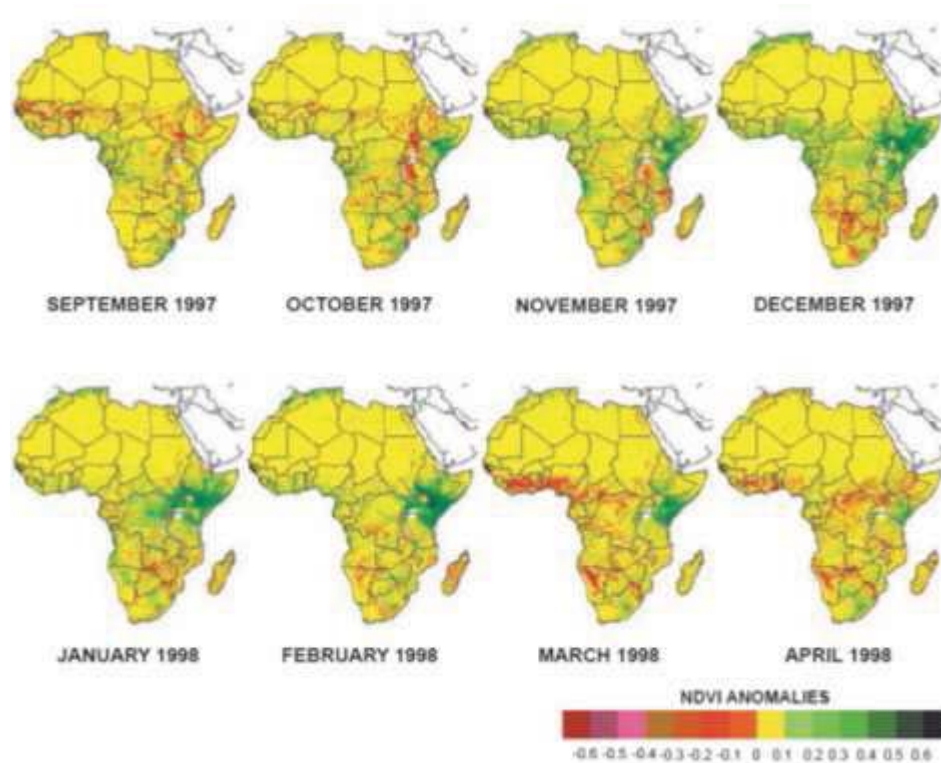 SEPTEMBER 1997 OCTOBER 1997 NOVEMBER 1997 DECEMBER 1997
JANUARY 1998 FEBRUARY 1998 MARCH 1998 APRIL 1998
NDVI ANOMALIES
-0.6 -0.5 -0.4 -0.3 -0.2 -0.1 0 0.1 0.2 0.3 0.4 0.5 0.6